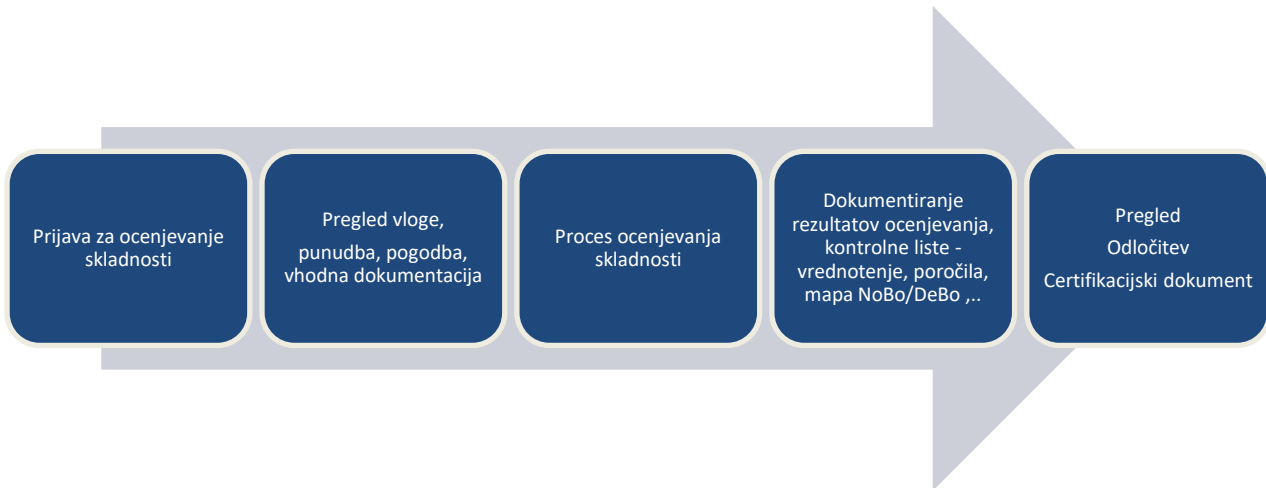 Prijava za ocenjevanje
skladnosti
Pregled vloge,
punudba, pogodba,
vhodna dokumentacija
Proces ocenjevanja
skladnosti
Dokumentiranje
rezultatov ocenjevanja,
kontrolne liste -
vrednotenje, poročila,
mapa NoBo/DeBo ,..
Pregled
Odločitev
Certifikacijski dokument